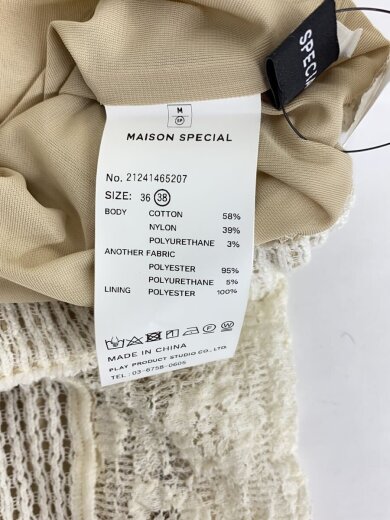 SPECI
M
SP
MAISON SPECIAL
No. 21241465207
SIZE: 36 38
BODY COTTON 58%
NYLON 39%
POLYURETHANE 3%
ANOTHER FABRIC
POLYESTER 95%
POLYURETHANE 5%
LINING POLYESTER 100%
MADE IN CHINA
PLAY PRODUCT STUDIO CO., LTD
TEL : 03-6758-0605